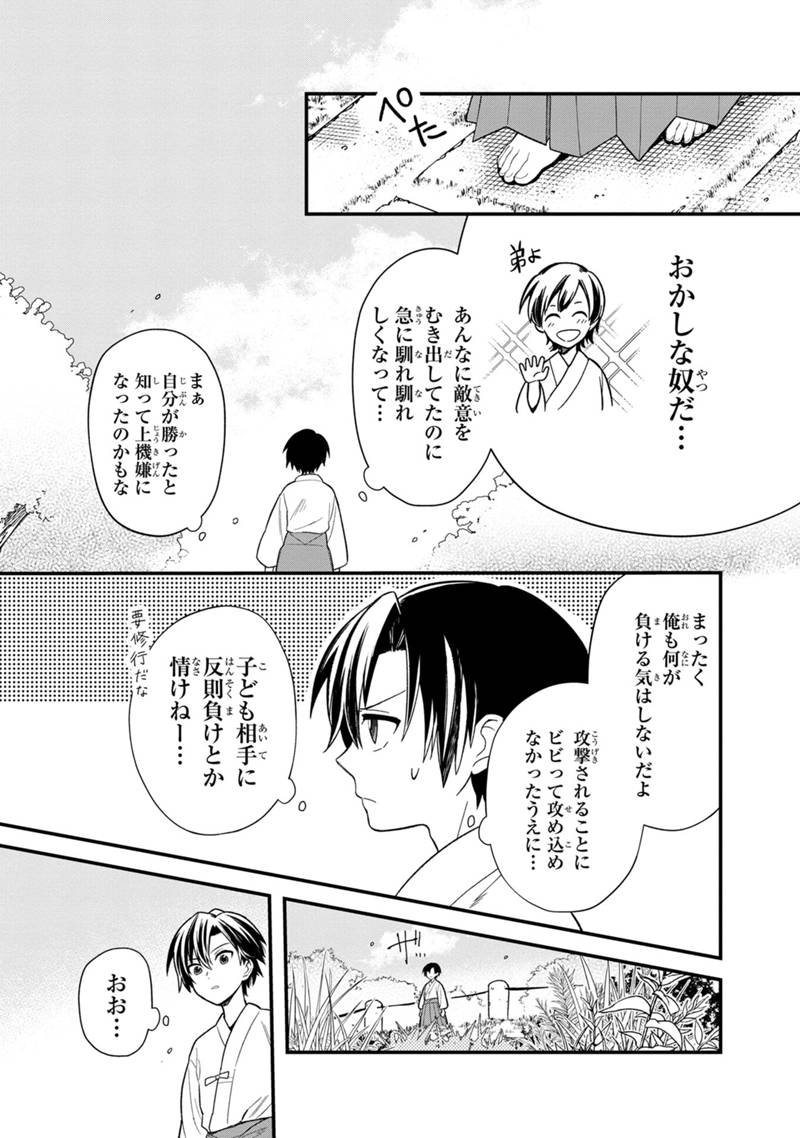 ぺた
おかしな奴だ…
弟よ
あんなに敵意を
むき出してたのに
急に馴れ馴れ
しくなって…
まぁ
自分が勝ったと
知って上機嫌に
なったのかもな
まったく
俺も何が
負ける気はしないだよ
攻撃されることに
ビビって攻め込め
なかったうえに…
子ども相手に
反則負けとか
情けねー…
要修行だな
ザザ…
おお…